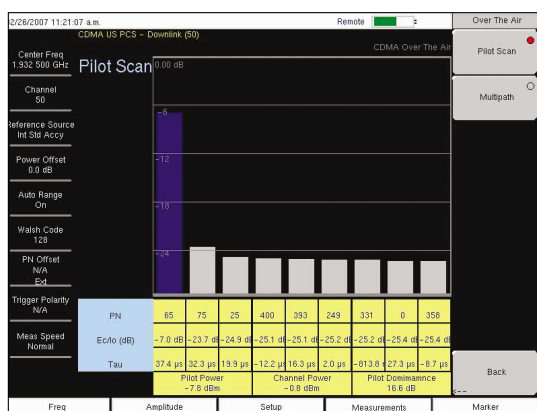 2/26/2007 11:21:07 a.m.
Remote
Over The Air
CDMA US PCS - Downlink (50)
CDMA Over The Air
Center Freq
1.932 500 GHz
Channel
50
Reference Source
Int Std Accy
Power Offset
0.0 dB
Auto Range
On
Walsh Code
128
PN Offset
N/A
Ext
Trigger Polarity
N/A
Meas Speed
Normal
Pilot Scan
0.00 dB
-6
-12
-18
-24
PN 65 75 25 400 393 249 331 0 358
Ec/Io (dB) -7.0 dB -23.7 dB -24.9 dB -25.1 dB -25.1 dB -25.2 dB -25.2 dB -25.4 dB -25.4 dB
Tau 37.4 µs 32.3 µs 19.9 µs -12.2 µs 16.3 µs 2.0 µs -813.8 27.3 µs -8.7 µs
Pilot Power
-7.8 dBm
Channel Power
-0.8 dBm
Pilot Domimamnce
16.6 dB
Pilot Scan
Multipath
Back
<---
Freq Amplitude Setup Measurements Marker